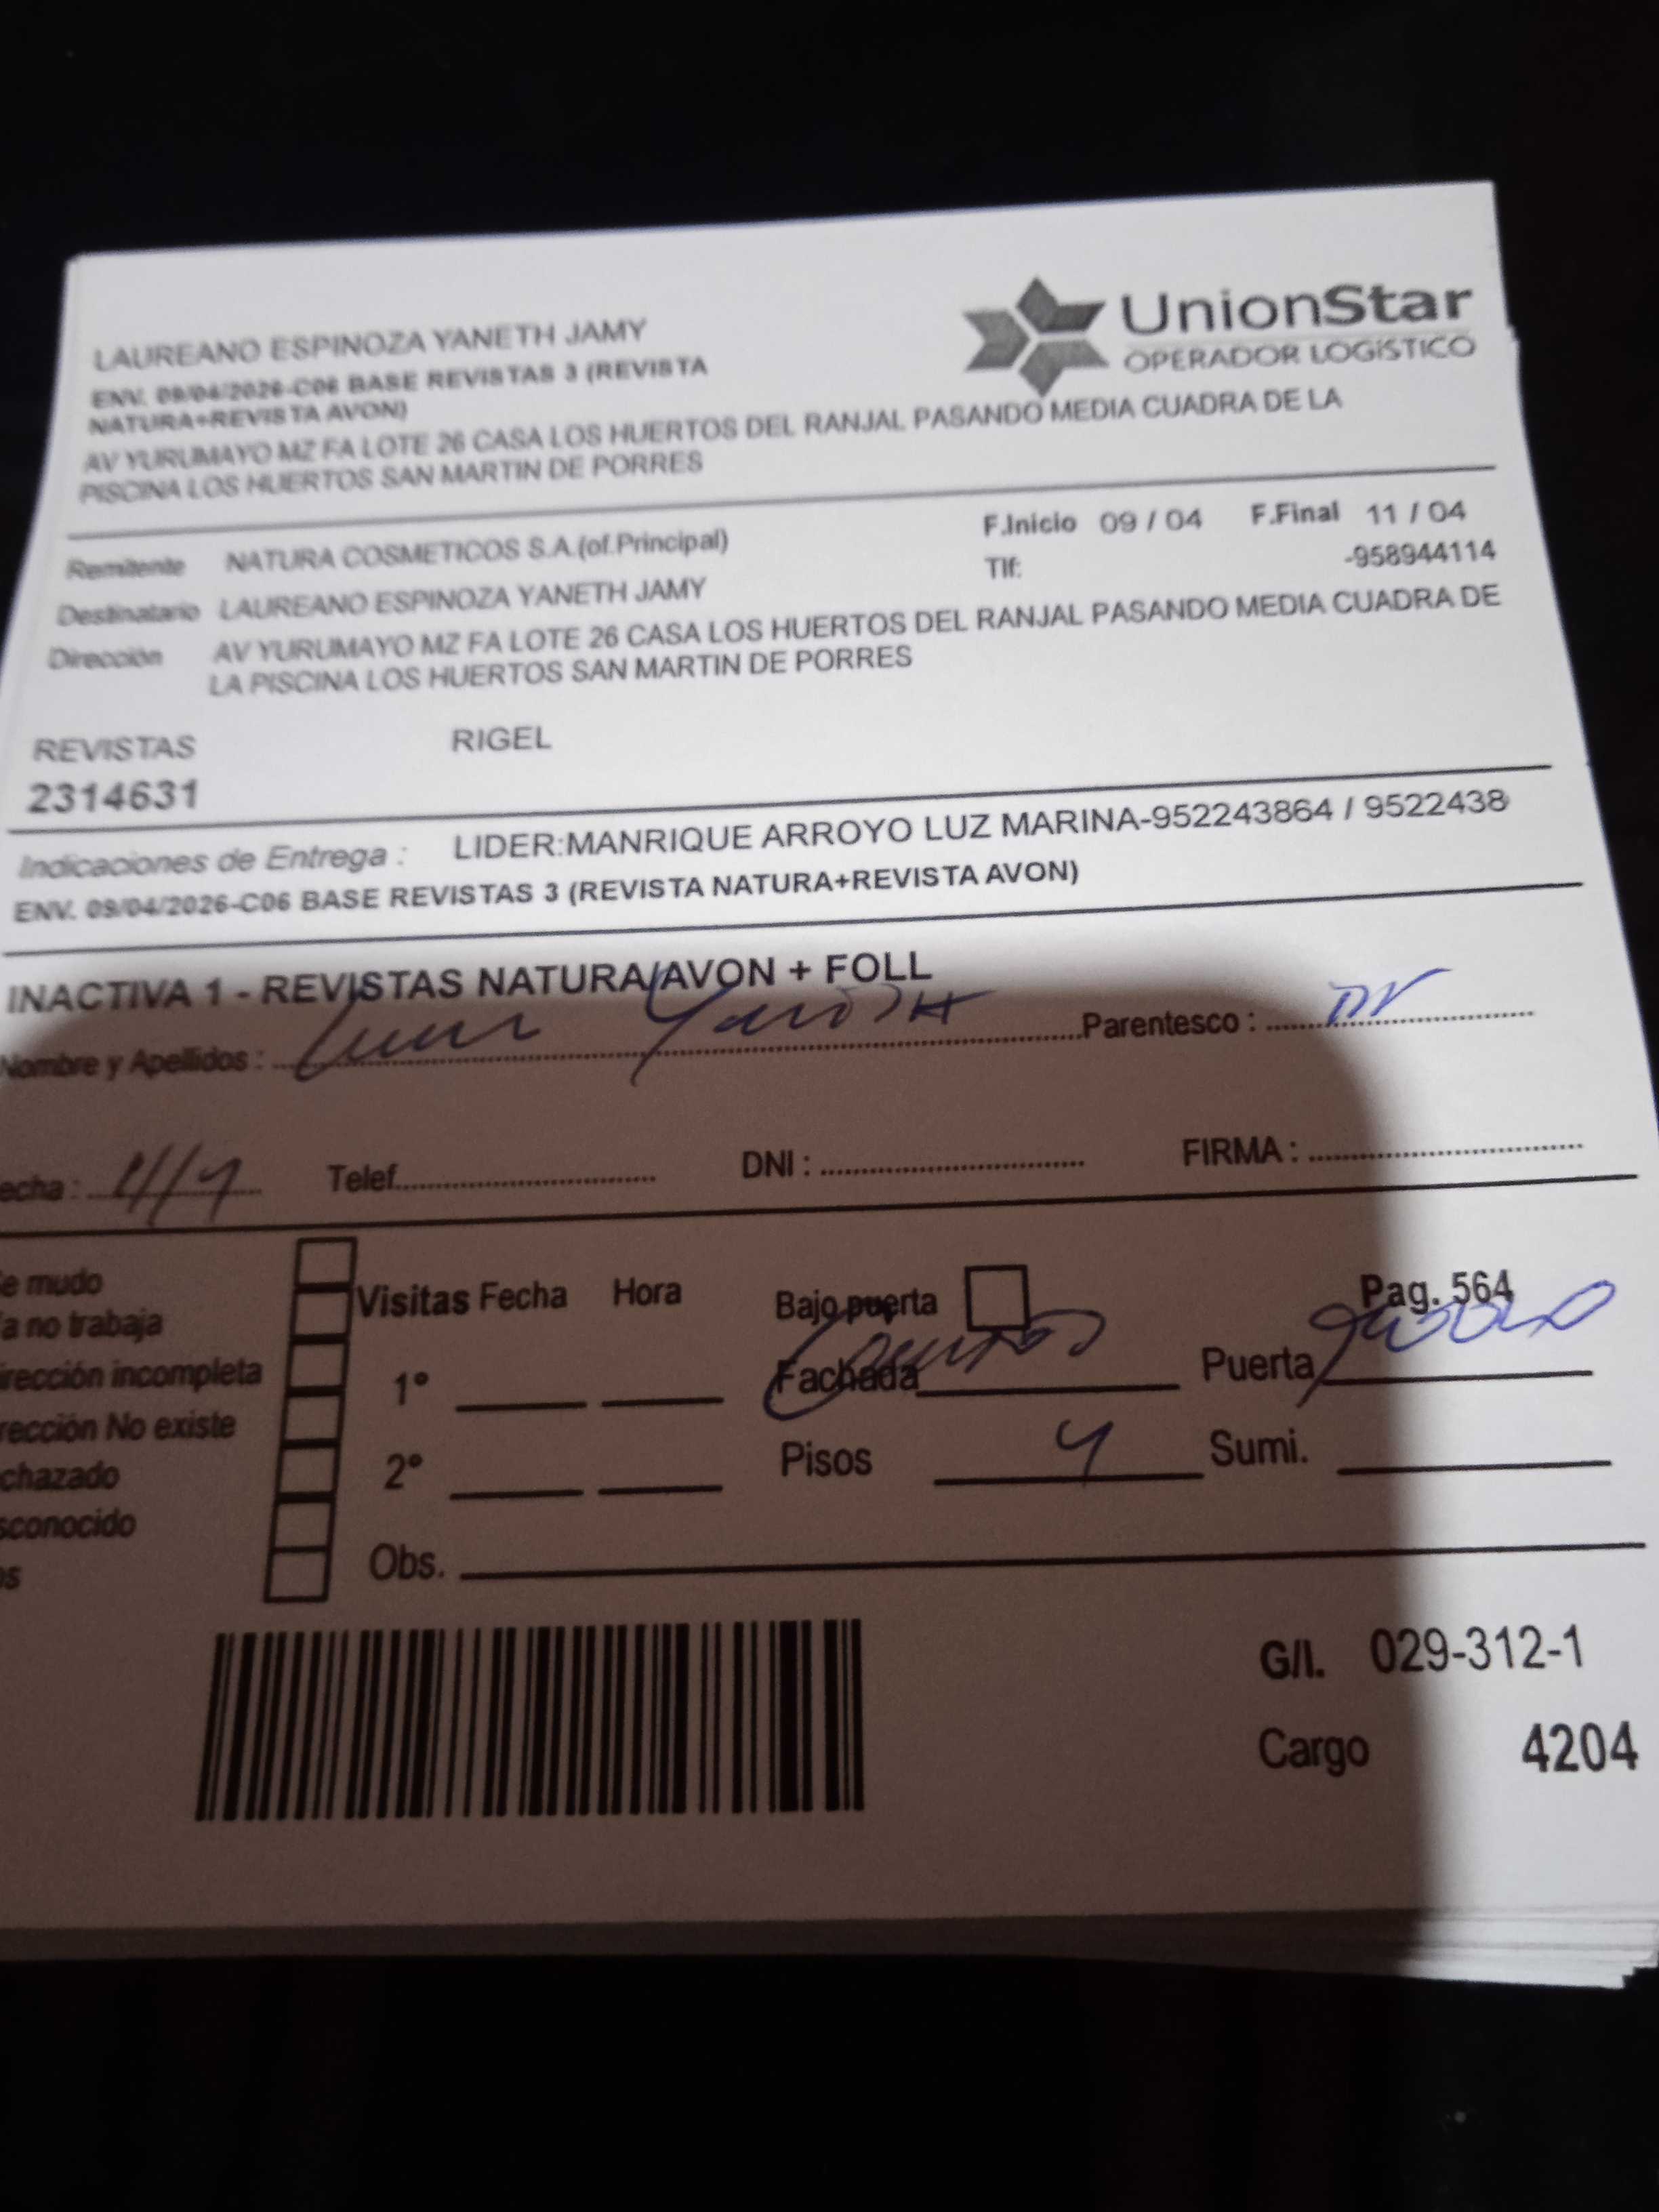 UnionStar
OPERADOR LOGÍSTICO
LAUREANO ESPINOZA YANETH JAMY
ENV. 09/04/2026-C06 BASE REVISTAS 3 (REVISTA
NATURA+REVISTA AVON)
AV YURUMAYO MZ FA LOTE 26 CASA LOS HUERTOS DEL RANJAL PASANDO MEDIA CUADRA DE LA
PISCINA LOS HUERTOS SAN MARTIN DE PORRES
Remitente NATURA COSMETICOS S.A.(of.Principal) F.Inicio 09 / 04 F.Final 11 / 04
Destinatario LAUREANO ESPINOZA YANETH JAMY Tlf: -958944114
Dirección AV YURUMAYO MZ FA LOTE 26 CASA LOS HUERTOS DEL RANJAL PASANDO MEDIA CUADRA DE
LA PISCINA LOS HUERTOS SAN MARTIN DE PORRES
REVISTAS RIGEL
2314631
Indicaciones de Entrega : LIDER:MANRIQUE ARROYO LUZ MARINA-952243864 / 9522438
ENV. 09/04/2026-C06 BASE REVISTAS 3 (REVISTA NATURA+REVISTA AVON)
INACTIVA 1 - REVISTAS NATURA/AVON + FOLL
Nombre y Apellidos : Parentesco :
echa : Telef. DNI : FIRMA :
e mudo
a no trabaja
irección incompleta
rección No existe
chazado
sconocido
os
Visitas Fecha Hora
1°
2°
Obs.
Bajo puerta Pag. 564
Fachada Puerta
Pisos 4 Sumi.
G/I. 029-312-1
Cargo 4204